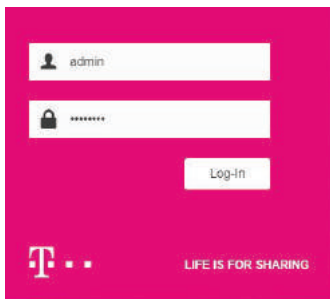 admin
••••••••
Log-In
T
LIFE IS FOR SHARING